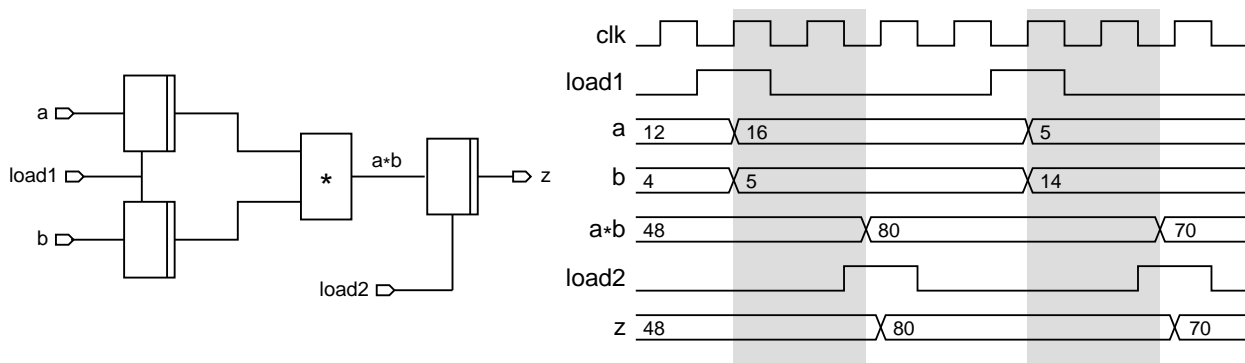 a
load1
b
*
a*b
load2
z
clk
load1
a 12 16 5
b 4 5 14
a*b 48 80 70
load2
z 48 80 70